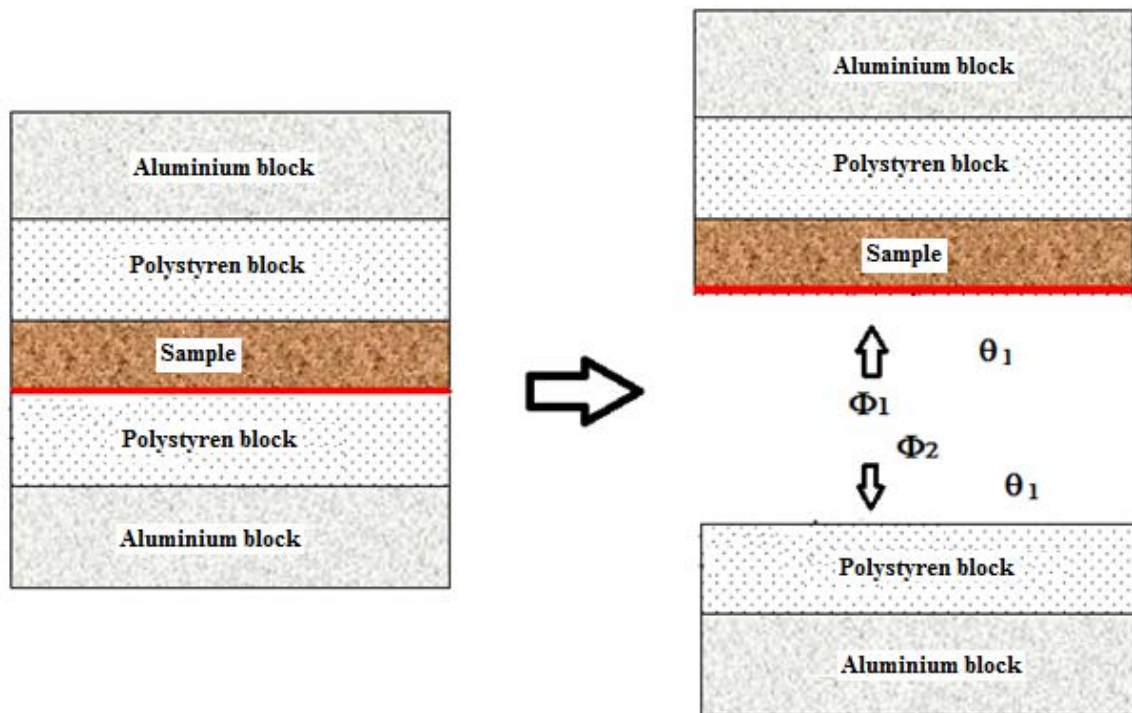 Aluminium block
Polystyren block
Sample
Polystyren block
Aluminium block
Aluminium block
Polystyren block
Sample
θ1
Φ1
Φ2
θ1
Polystyren block
Aluminium block